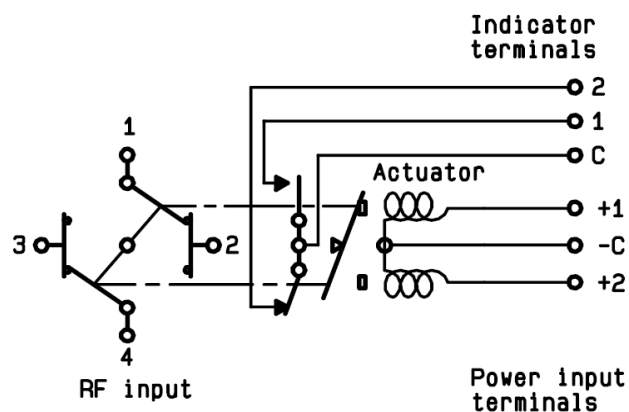 Indicator
terminals
2
1
C
1
Actuator
+1
3
2
-C
+2
4
RF input
Power input
terminals